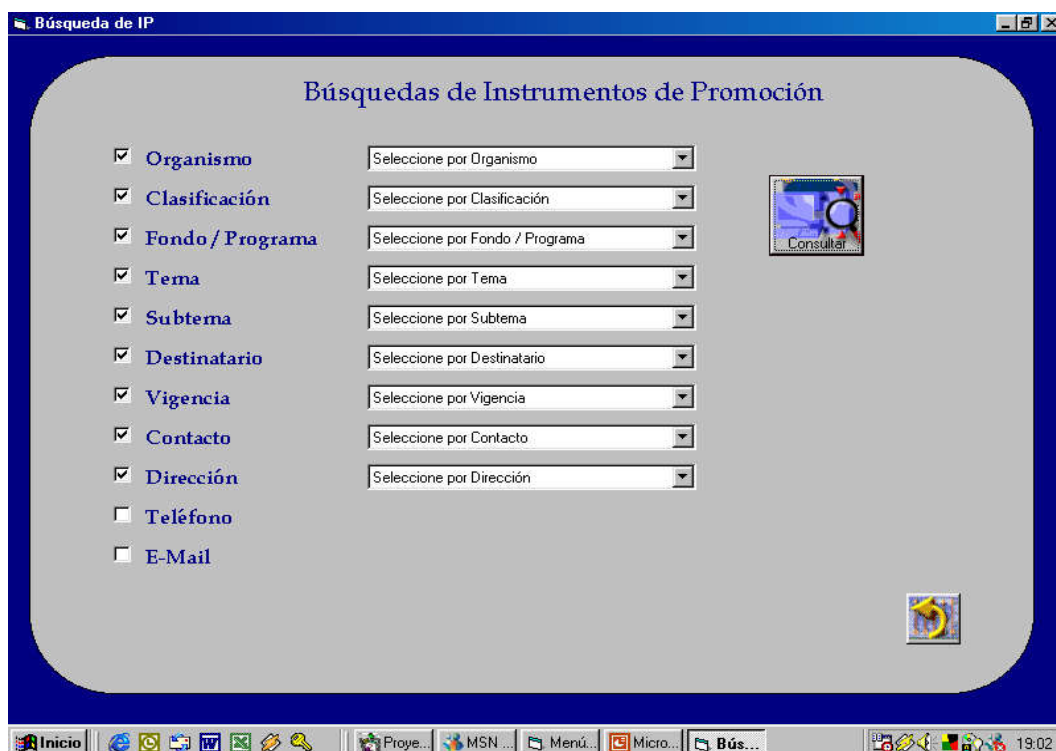 Búsqueda de IP
Búsquedas de Instrumentos de Promoción
Organismo Seleccione por Organismo
Clasificación Seleccione por Clasificación
Fondo / Programa Seleccione por Fondo / Programa
Tema Seleccione por Tema
Subtema Seleccione por Subtema
Destinatario Seleccione por Destinatario
Vigencia Seleccione por Vigencia
Contacto Seleccione por Contacto
Dirección Seleccione por Dirección
Teléfono
E-Mail
Consultar
Inicio Proye... MSN ... Menú... Micro... Bús... 19:02